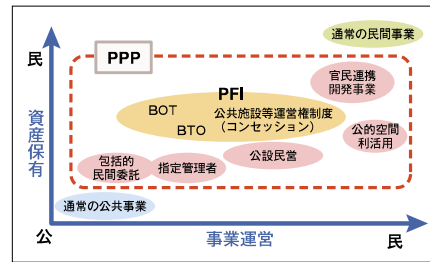 通常の民間事業
民
PPP
官民連携
開発事業
PFI
BOT
公共施設等運営権制度
(コンセッション)
BTO
公的空間
利活用
資産保有
公設民営
包括的
民間委託
指定管理者
通常の公共事業
公
事業運営
民